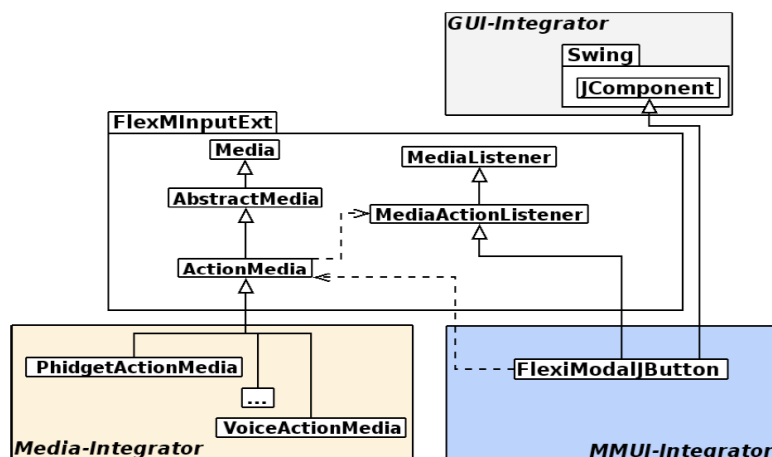 GUI-Integrator
Swing
JComponent
FlexMInputExt
Media
MediaListener
AbstractMedia
MediaActionListener
ActionMedia
PhidgetActionMedia
FlexiModalJButton
...
VoiceActionMedia
Media-Integrator
MMUI-Integrator